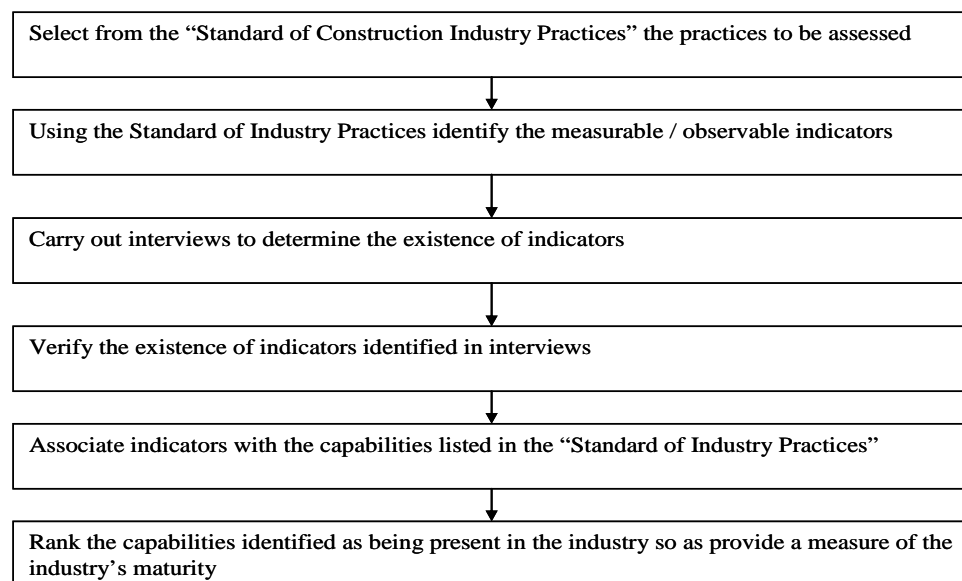 Select from the “Standard of Construction Industry Practices” the practices to be assessed
Using the Standard of Industry Practices identify the measurable / observable indicators
Carry out interviews to determine the existence of indicators
Verify the existence of indicators identified in interviews
Associate indicators with the capabilities listed in the “Standard of Industry Practices”
Rank the capabilities identified as being present in the industry so as provide a measure of the
industry’s maturity